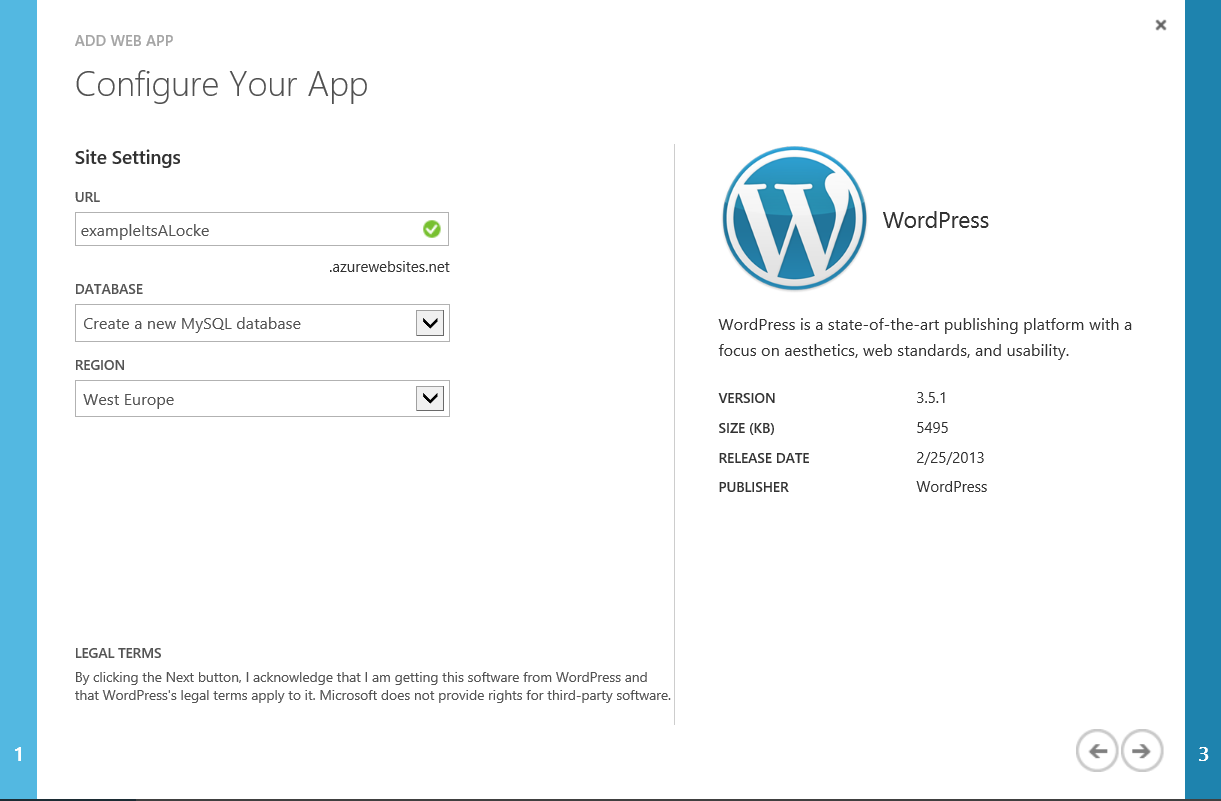 ADD WEB APP
Configure Your App
Site Settings
URL
exampleItsALocke
.azurewebsites.net
DATABASE
Create a new MySQL database
REGION
West Europe
LEGAL TERMS
By clicking the Next button, I acknowledge that I am getting this software from WordPress and
that WordPress's legal terms apply to it. Microsoft does not provide rights for third-party software.
WordPress
WordPress is a state-of-the-art publishing platform with a
focus on aesthetics, web standards, and usability.
VERSION 3.5.1
SIZE (KB) 5495
RELEASE DATE 2/25/2013
PUBLISHER WordPress
1
3